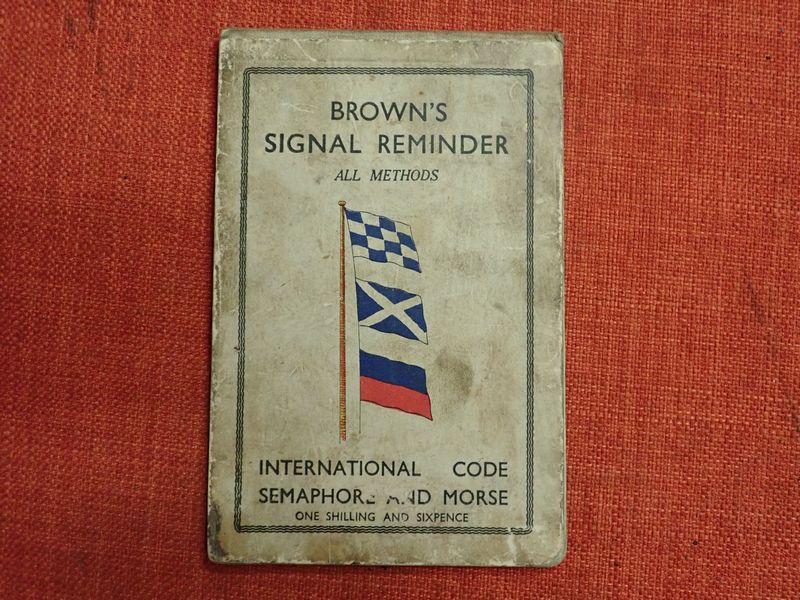 BROWN'S
SIGNAL REMINDER
ALL METHODS
INTERNATIONAL CODE
SEMAPHORE AND MORSE
ONE SHILLING AND SIXPENCE